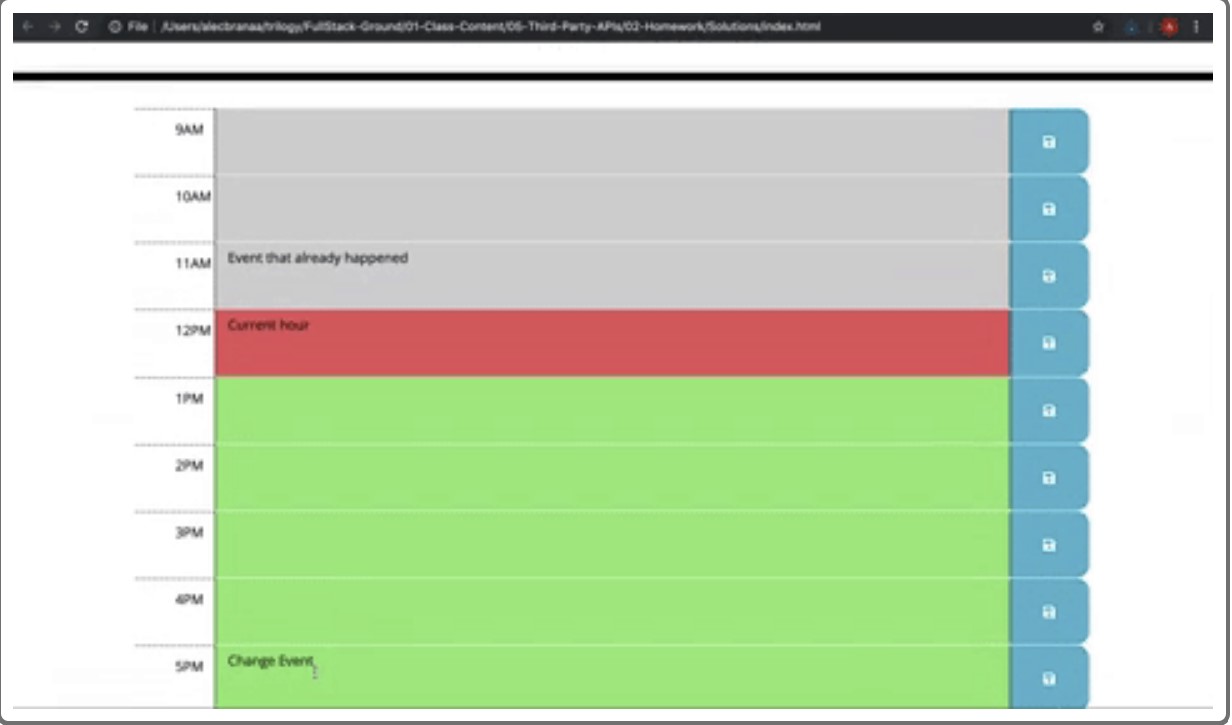 File /Users/alecbranaa/trilogy/FullStack-Ground/01-Class-Content/05-Third-Party-APIs/02-Homework/Solutions/index.html
9AM
10AM
11AM Event that already happened
12PM Current hour
1PM
2PM
3PM
4PM
5PM Change Event